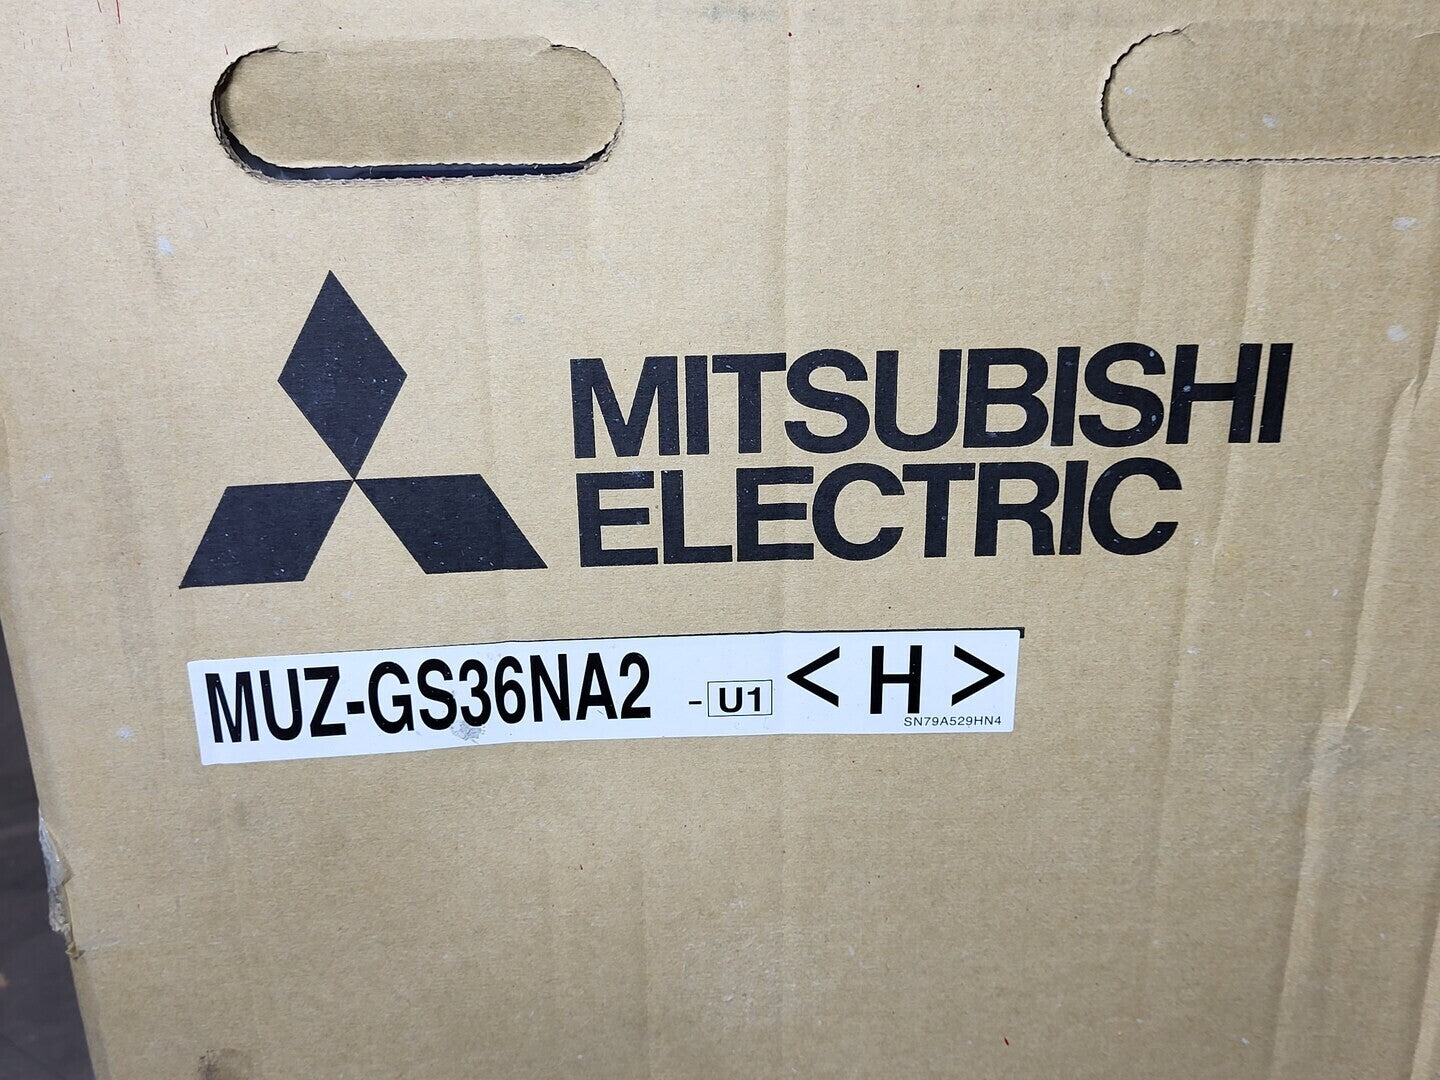 MITSUBISHI
ELECTRIC
MUZ-GS36NA2 -U1 <H>
SN79A529HN4